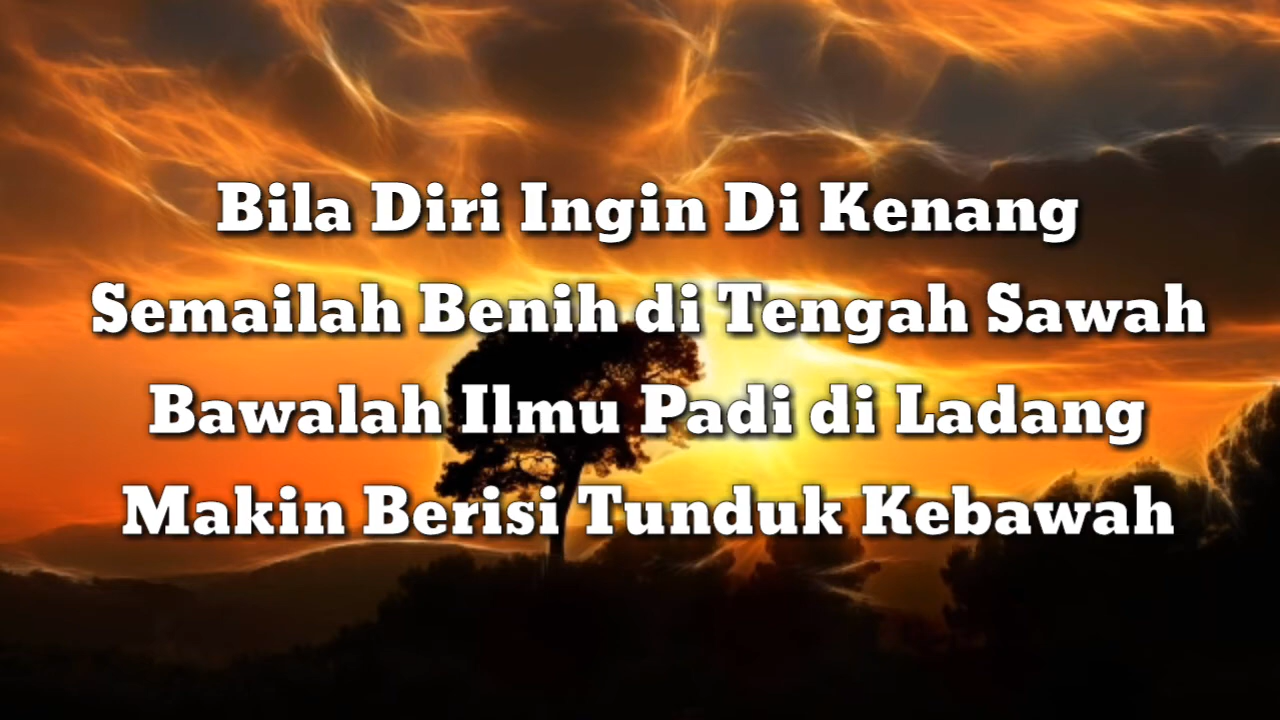 Bila Diri Ingin Di Kenang
Semailah Benih di Tengah Sawah
Bawalah Ilmu Padi di Ladang
Makin Berisi Tunduk Kebawah